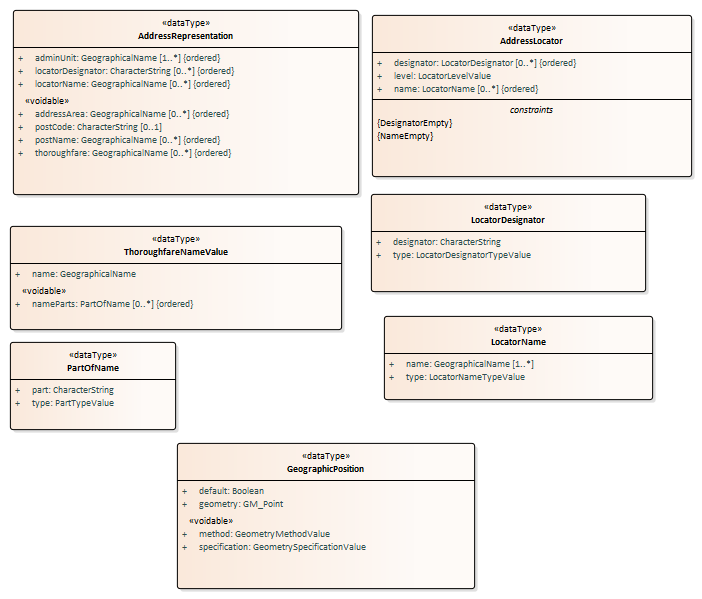 «dataType»
AddressRepresentation
+ adminUnit: GeographicalName [1..*] {ordered}
+ locatorDesignator: CharacterString [0..*] {ordered}
+ locatorName: GeographicalName [0..*] {ordered}
«voidable»
+ addressArea: GeographicalName [0..*] {ordered}
+ postCode: CharacterString [0..1]
+ postName: GeographicalName [0..*] {ordered}
+ thoroughfare: GeographicalName [0..*] {ordered}
«dataType»
AddressLocator
+ designator: LocatorDesignator [0..*] {ordered}
+ level: LocatorLevelValue
+ name: LocatorName [0..*] {ordered}
constraints
{DesignatorEmpty}
{NameEmpty}
«dataType»
LocatorDesignator
+ designator: CharacterString
+ type: LocatorDesignatorTypeValue
«dataType»
ThoroughfareNameValue
+ name: GeographicalName
«voidable»
+ nameParts: PartOfName [0..*] {ordered}
«dataType»
LocatorName
+ name: GeographicalName [1..*]
+ type: LocatorNameTypeValue
«dataType»
PartOfName
+ part: CharacterString
+ type: PartTypeValue
«dataType»
GeographicPosition
+ default: Boolean
+ geometry: GM_Point
«voidable»
+ method: GeometryMethodValue
+ specification: GeometrySpecificationValue